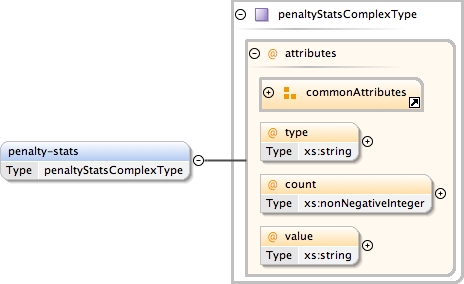 penaltyStatsComplexType
@ attributes
commonAttributes
@ type
Type xs:string
penalty-stats
Type penaltyStatsComplexType
@ count
Type xs:nonNegativeInteger
@ value
Type xs:string